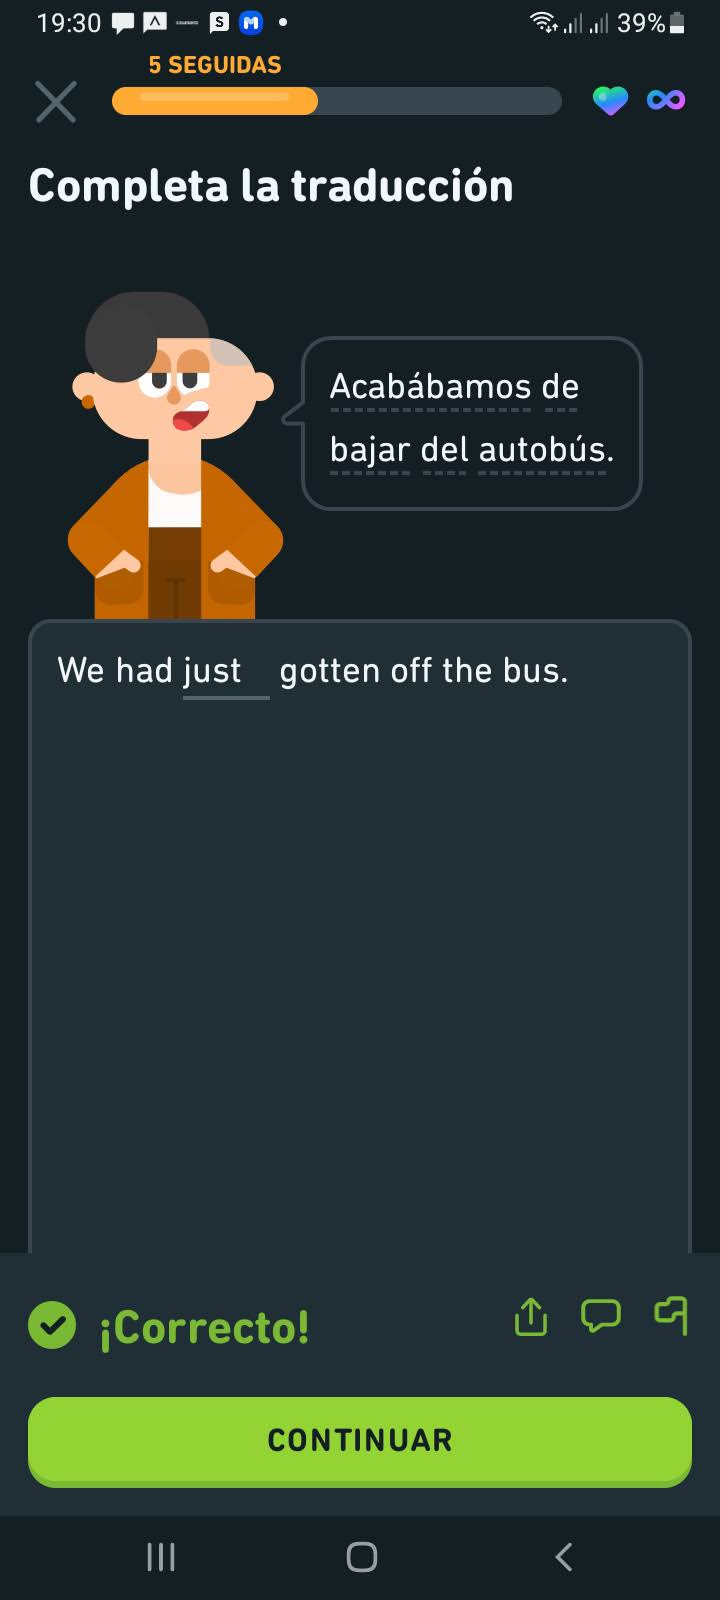 19:30
39%
5 SEGUIDAS
Completa la traducción
Acabábamos de
bajar del autobús.
We had just gotten off the bus.
¡Correcto!
CONTINUAR